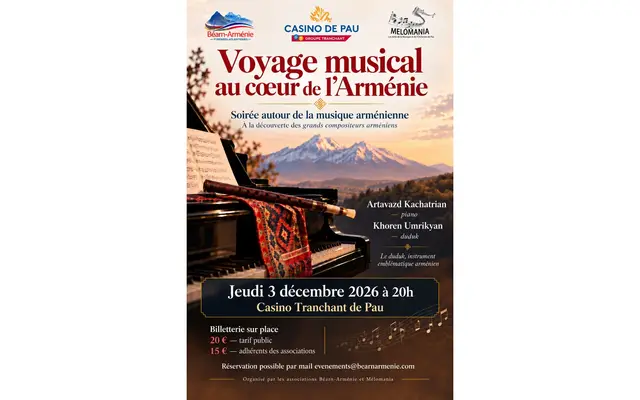 Béarn-Arménie
CASINO DE PAU
GROUPE TRANCHANT
MELOMANIA
Voyage musical
au cœur de l'Arménie
Soirée autour de la musique arménienne
À la découverte des grands compositeurs arméniens
Artavazd Kachatrian
— piano
Khoren Umrikyan
— duduk
Le duduk, instrument
emblématique arménien
Jeudi 3 décembre 2026 à 20h
Casino Tranchant de Pau
Billetterie sur place
20 € — tarif public
15 € — adhérents des associations
Réservation possible par mail evenements@bearnarmenie.com
Organisé par les associations Béarn-Arménie et Mélomania